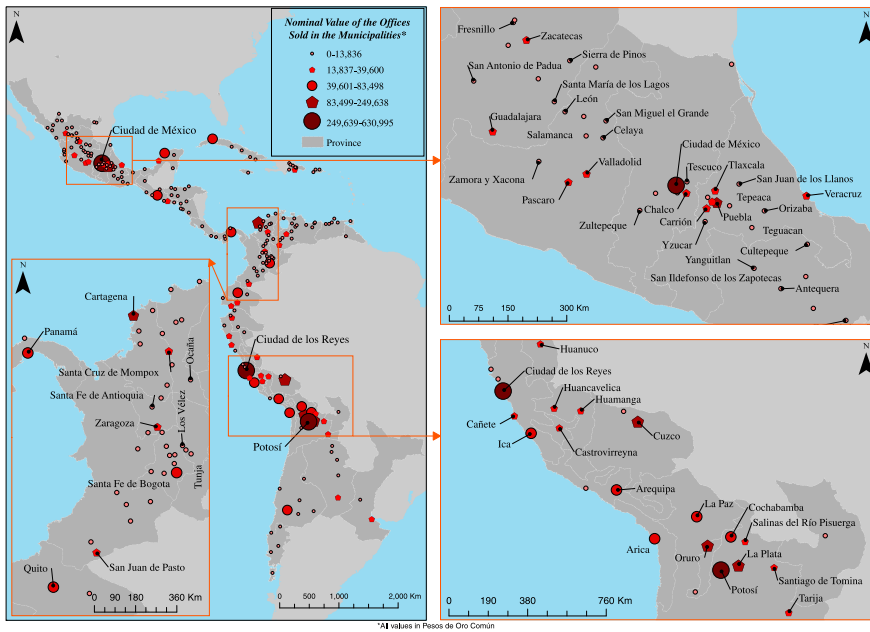 N
Nominal Value of the Offices
Sold in the Municipalities*
0-13,836
13,837-39,600
39,601-83,498
83,499-249,638
249,639-630,995
Province
Ciudad de México
Ciudad de los Reyes
Potosí
0
1,000
2,000 Km
N
Cartagena
Panamá
Santa Cruz de Mompox
Ocaña
Santa Fe de Antioquia
Los Vélez
Zaragoza
Santa Fe de Bogota
Tunja
San Juan de Pasto
Quito
0 90 180 360 Km
N
Fresnillo
Zacatecas
Sierra de Pinos
San Antonio de Padua
Santa María de los Lagos
León
Guadalajara
San Miguel el Grande
Salamanca
Celaya
Ciudad de México
Valladolid
Tescuco
Tlaxcala
Zamora y Xacona
San Juan de los Llanos
Pascaro
Tepeaca
Veracruz
Chalco
Zultepeque
Carrión
Puebla
Orizaba
Yzucar
Teguacan
Cultepeque
Yanguitlan
San Ildefonso de los Zapotecas
Antequera
0 75 150 300 Km
N
Huanuco
Ciudad de los Reyes
Huancavelica
Huamanga
Cañete
Cuzco
Ica
Castrovirreyna
Arequipa
La Paz
Cochabamba
Salinas del Río Pisuerga
Arica
Oruro
La Plata
Potosí
Santiago de Tomina
Tarija
0 190 380 760 Km
*All values in Pesos de Oro Común